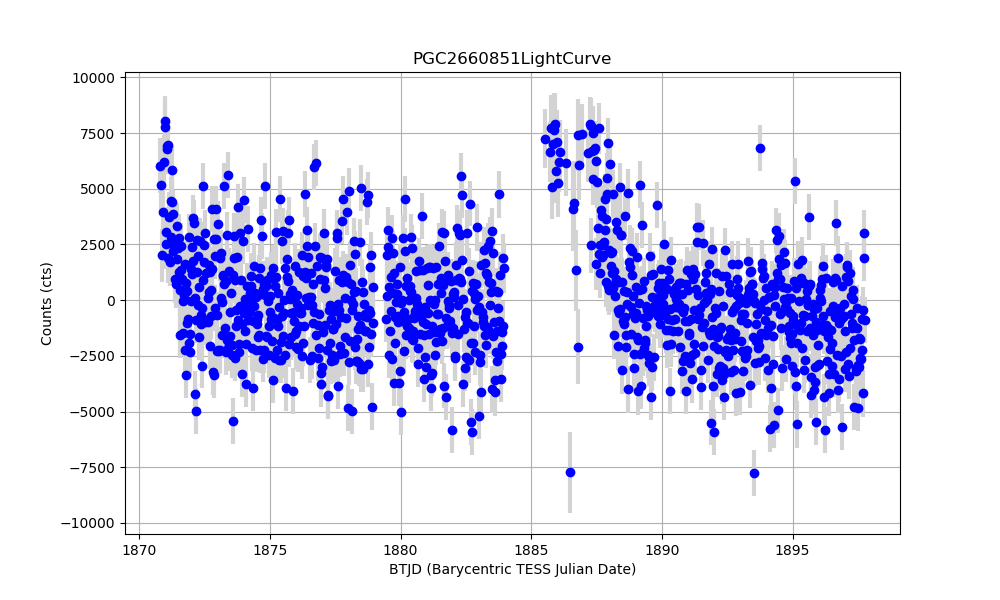 PGC2660851LightCurve
Counts (cts)
10000
7500
5000
2500
0
−2500
−5000
−7500
−10000
1870 1875 1880 1885 1890 1895
BTJD (Barycentric TESS Julian Date)